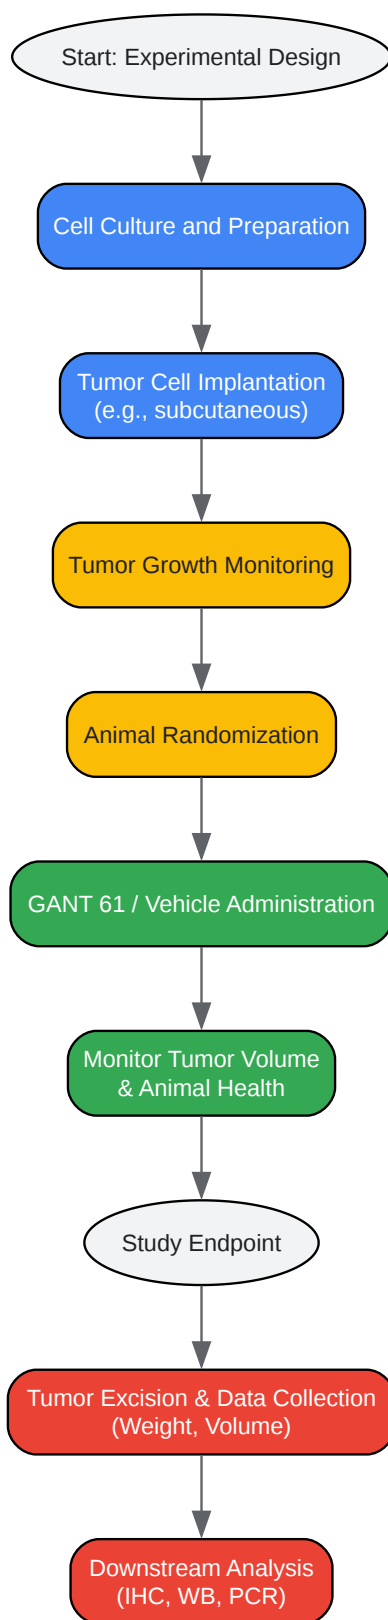 Start: Experimental Design
Cell Culture and Preparation
Tumor Cell Implantation
(e.g., subcutaneous)
Tumor Growth Monitoring
Animal Randomization
GANT 61 / Vehicle Administration
Monitor Tumor Volume
& Animal Health
Study Endpoint
Tumor Excision & Data Collection
(Weight, Volume)
Downstream Analysis
(IHC, WB, PCR)